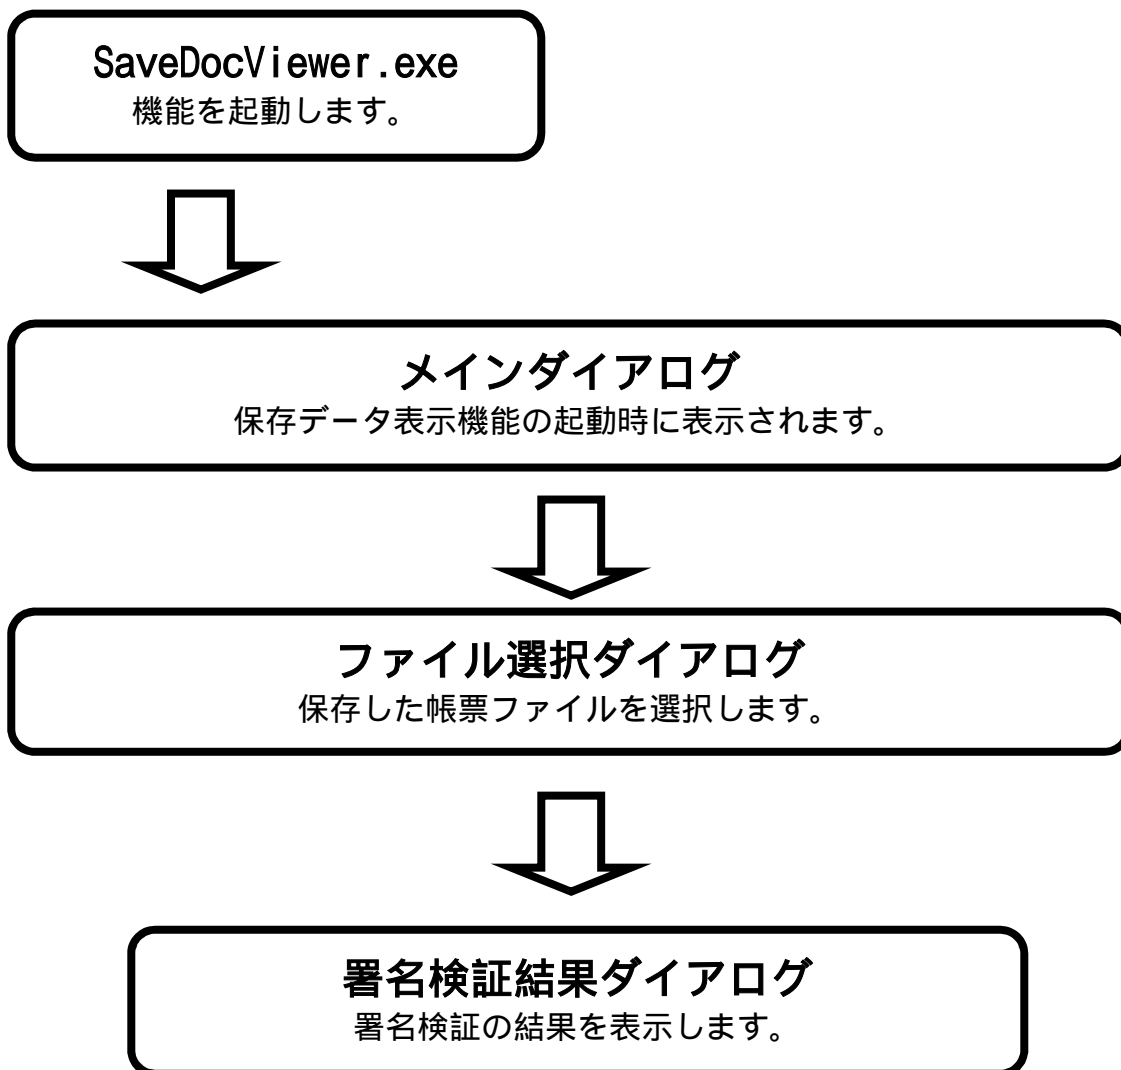 SaveDocViewer.exe
機能を起動します。
メインダイアログ
保存データ表示機能の起動時に表示されます。
ファイル選択ダイアログ
保存した帳票ファイルを選択します。
署名検証結果ダイアログ
署名検証の結果を表示します。